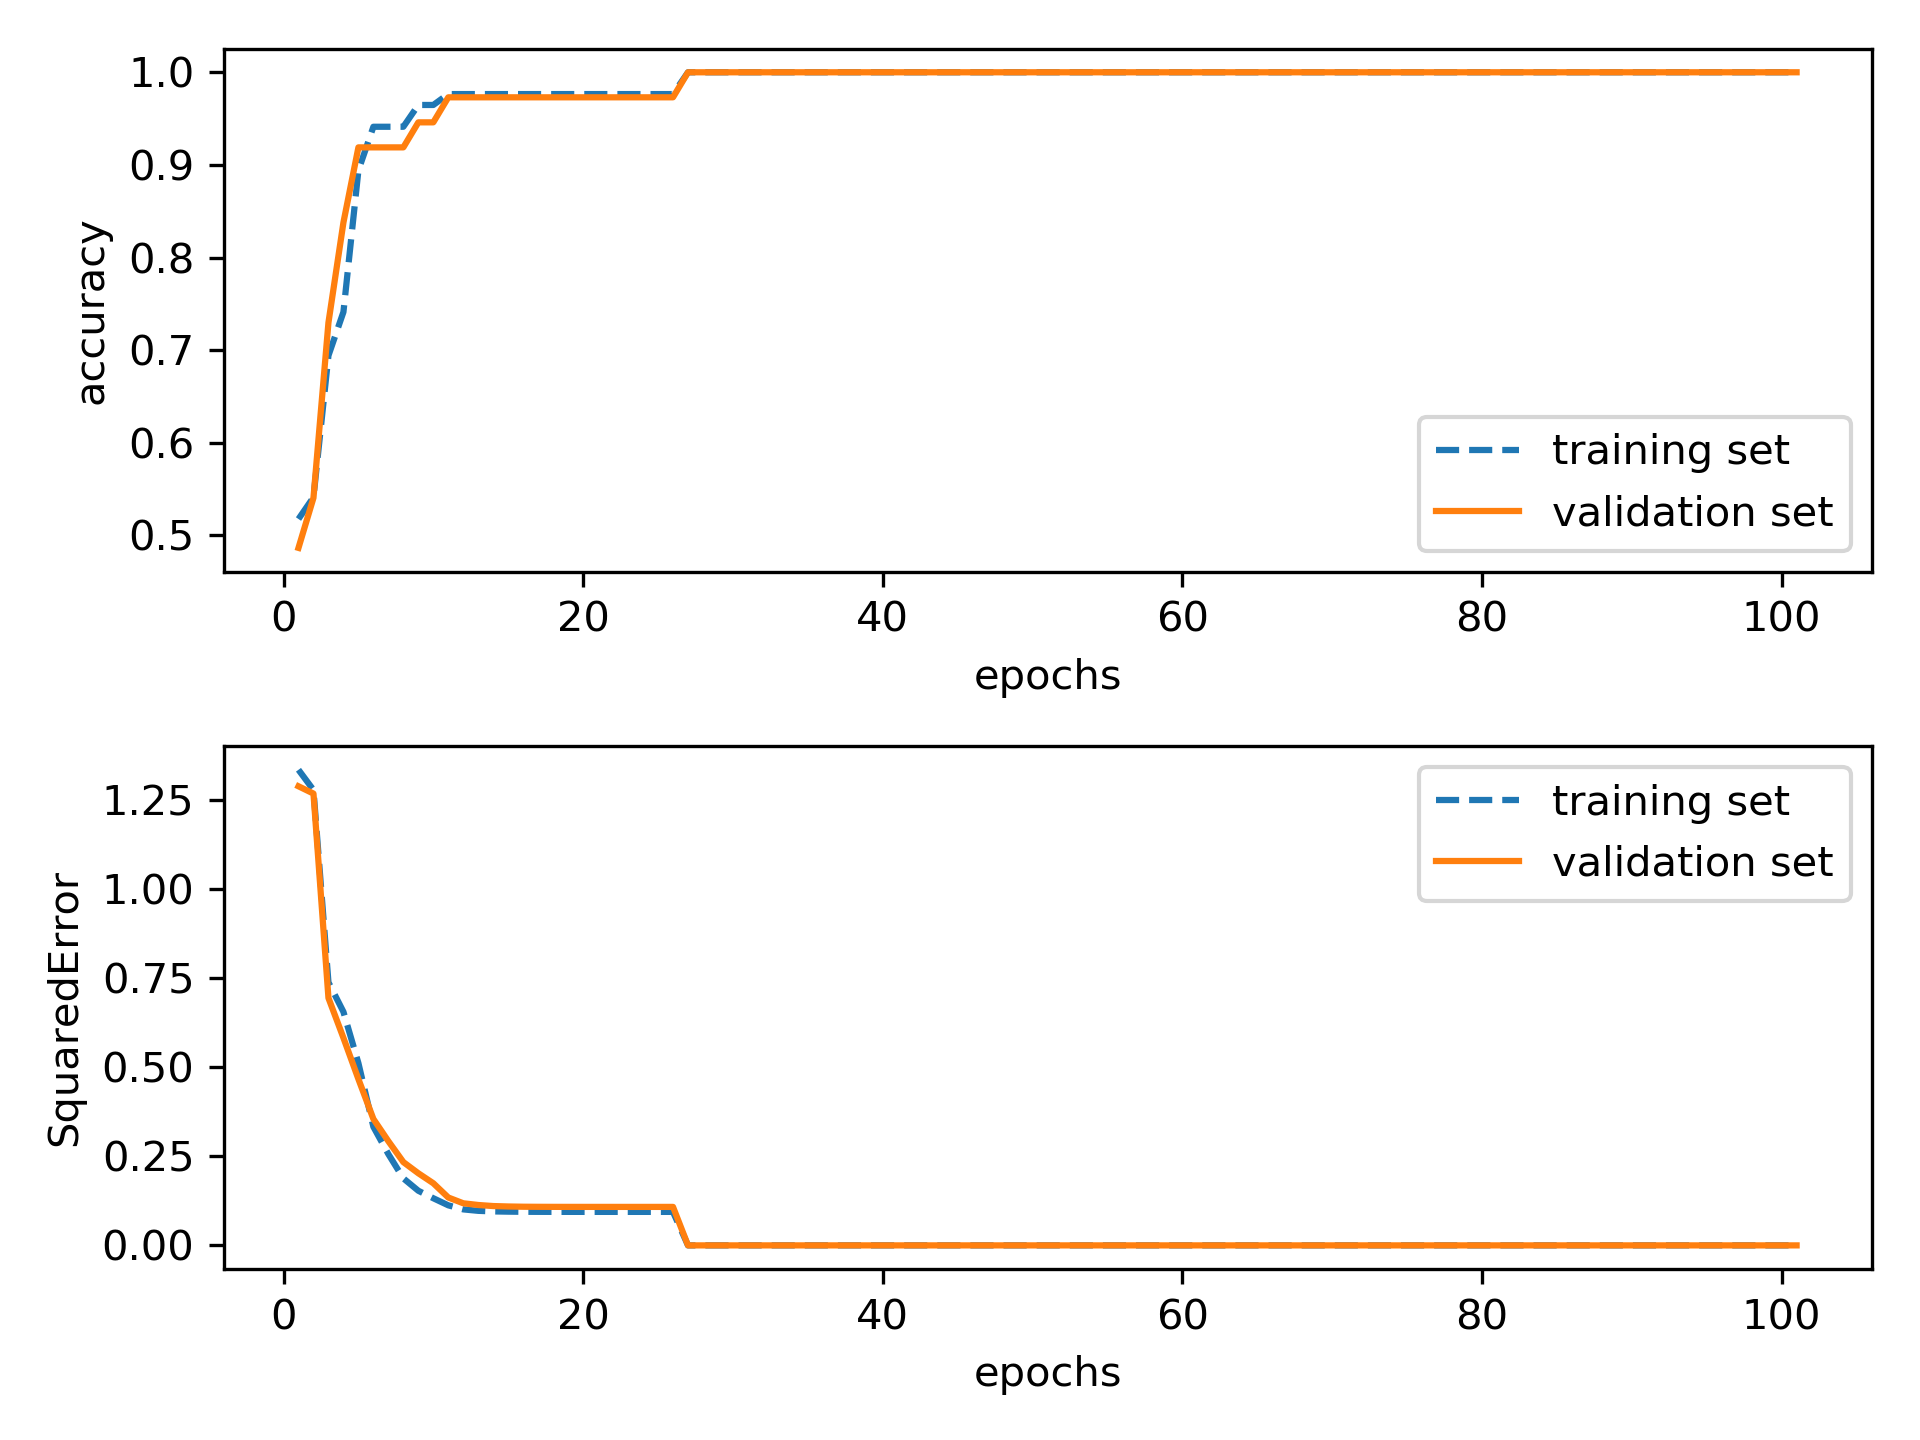 1.0
0.9
0.8
0.7
0.6
0.5
accuracy
training set
validation set
0 20 40 60 80 100
epochs
1.25
1.00
0.75
0.50
0.25
0.00
SquaredError
training set
validation set
0 20 40 60 80 100
epochs